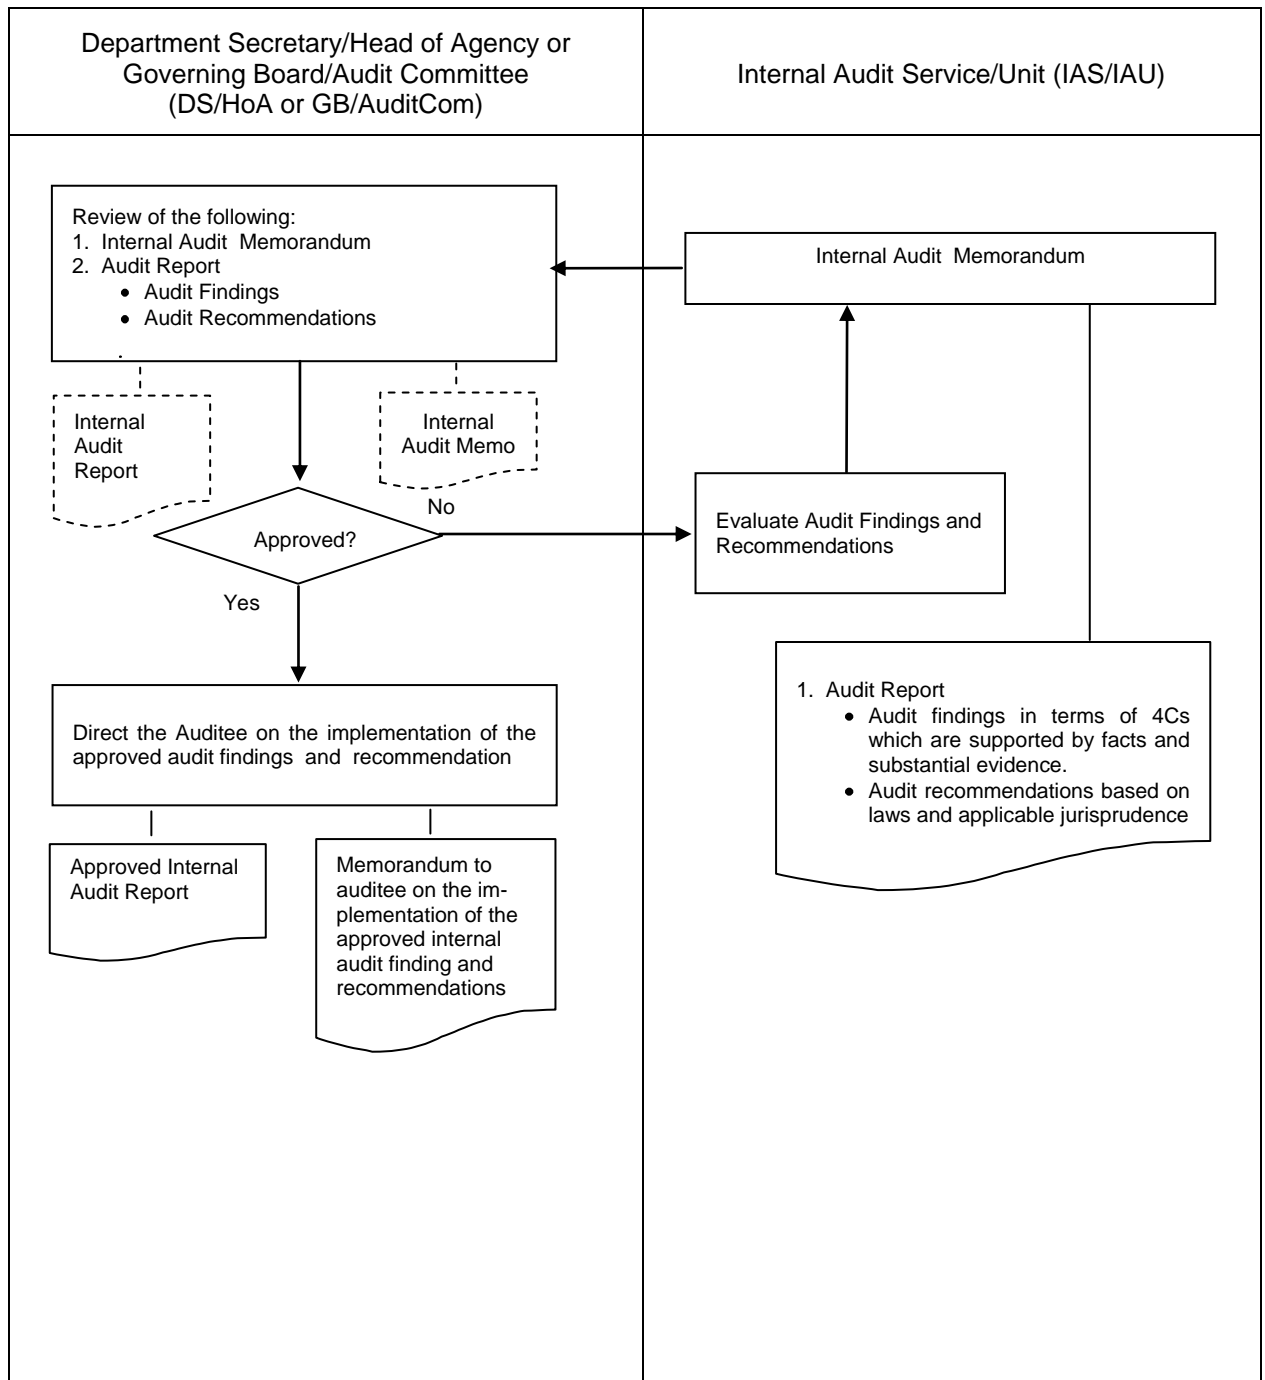 Department Secretary/Head of Agency or
Governing Board/Audit Committee
(DS/HoA or GB/AuditCom)
Internal Audit Service/Unit (IAS/IAU)
Review of the following:
1. Internal Audit Memorandum
2. Audit Report
• Audit Findings
• Audit Recommendations
.
Internal Audit Memorandum
Internal
Audit
Report
Internal
Audit Memo
No
Approved?
Evaluate Audit Findings and
Recommendations
Yes
Direct the Auditee on the implementation of the
approved audit findings and recommendation
1. Audit Report
• Audit findings in terms of 4Cs
which are supported by facts and
substantial evidence.
• Audit recommendations based on
laws and applicable jurisprudence
Approved Internal
Audit Report
Memorandum to
auditee on the im-
plementation of the
approved internal
audit finding and
recommendations